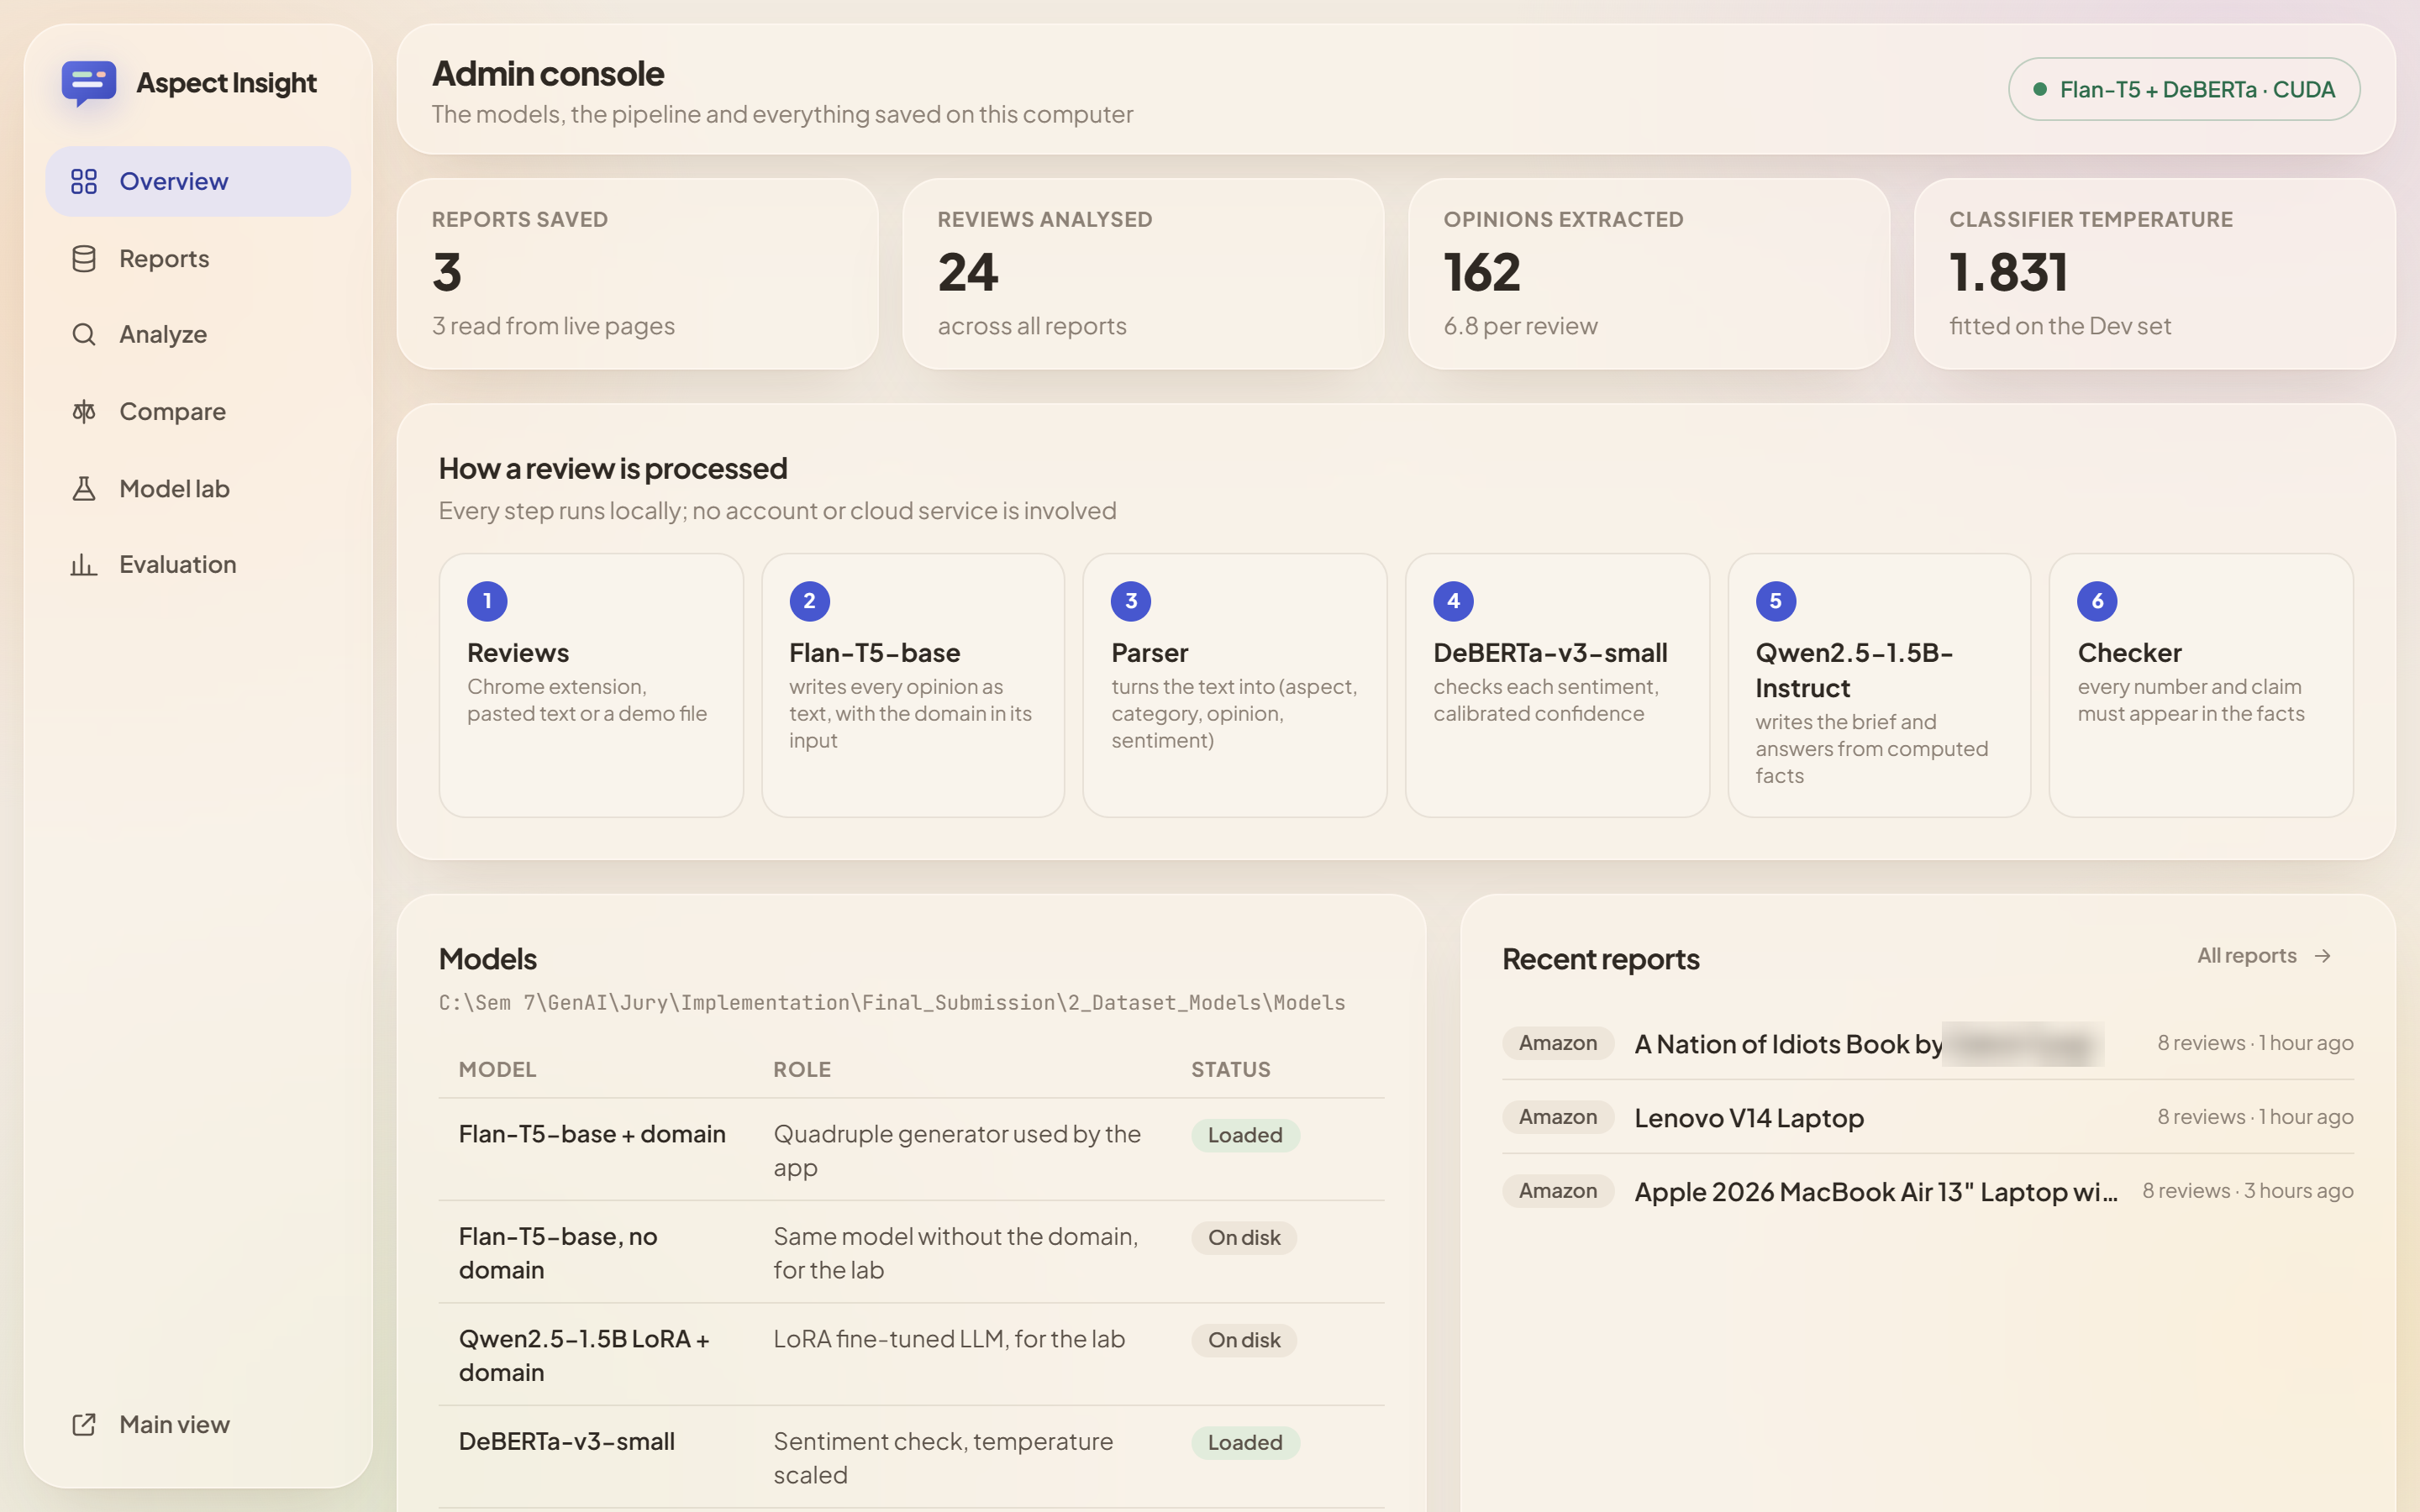 Aspect Insight
Overview
Reports
Analyze
Compare
Model lab
Evaluation
Main view
Admin console
The models, the pipeline and everything saved on this computer
Flan-T5 + DeBERTa · CUDA
REPORTS SAVED
3
3 read from live pages
REVIEWS ANALYSED
24
across all reports
OPINIONS EXTRACTED
162
6.8 per review
CLASSIFIER TEMPERATURE
1.831
fitted on the Dev set
How a review is processed
Every step runs locally; no account or cloud service is involved
1
Reviews
Chrome extension,
pasted text or a demo file
2
Flan-T5-base
writes every opinion as
text, with the domain in its
input
3
Parser
turns the text into (aspect,
category, opinion,
sentiment)
4
DeBERTa-v3-small
checks each sentiment,
calibrated confidence
5
Qwen2.5-1.5B-
Instruct
writes the brief and
answers from computed
facts
6
Checker
every number and claim
must appear in the facts
Models
C:\Sem 7\GenAI\Jury\Implementation\Final_Submission\2_Dataset_Models\Models
MODEL ROLE STATUS
Flan-T5-base + domain Quadruple generator used by the Loaded
app
Flan-T5-base, no Same model without the domain, On disk
domain for the lab
Qwen2.5-1.5B LoRA + LoRA fine-tuned LLM, for the lab On disk
domain
DeBERTa-v3-small Sentiment check, temperature Loaded
scaled
Recent reports
All reports →
Amazon A Nation of Idiots Book by 8 reviews · 1 hour ago
Amazon Lenovo V14 Laptop 8 reviews · 1 hour ago
Amazon Apple 2026 MacBook Air 13" Laptop wi... 8 reviews · 3 hours ago